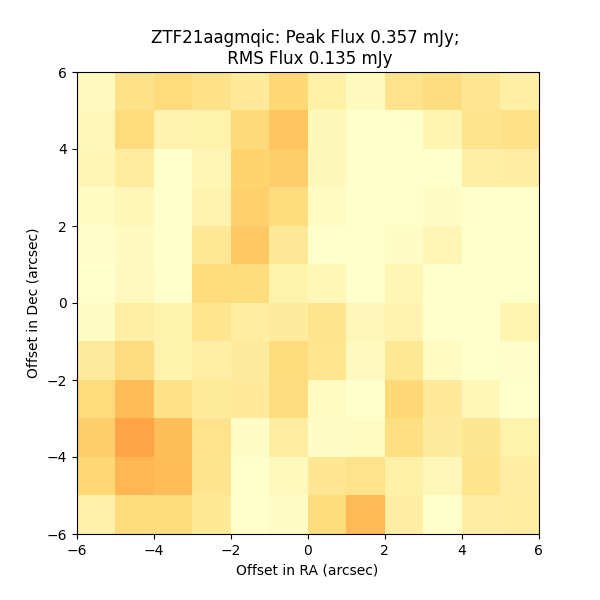 ZTF21aagmqic: Peak Flux 0.357 mJy;
RMS Flux 0.135 mJy
6
4
2
0
−2
−4
−6
Offset in Dec (arcsec)
−6 −4 −2 0 2 4 6
Offset in RA (arcsec)